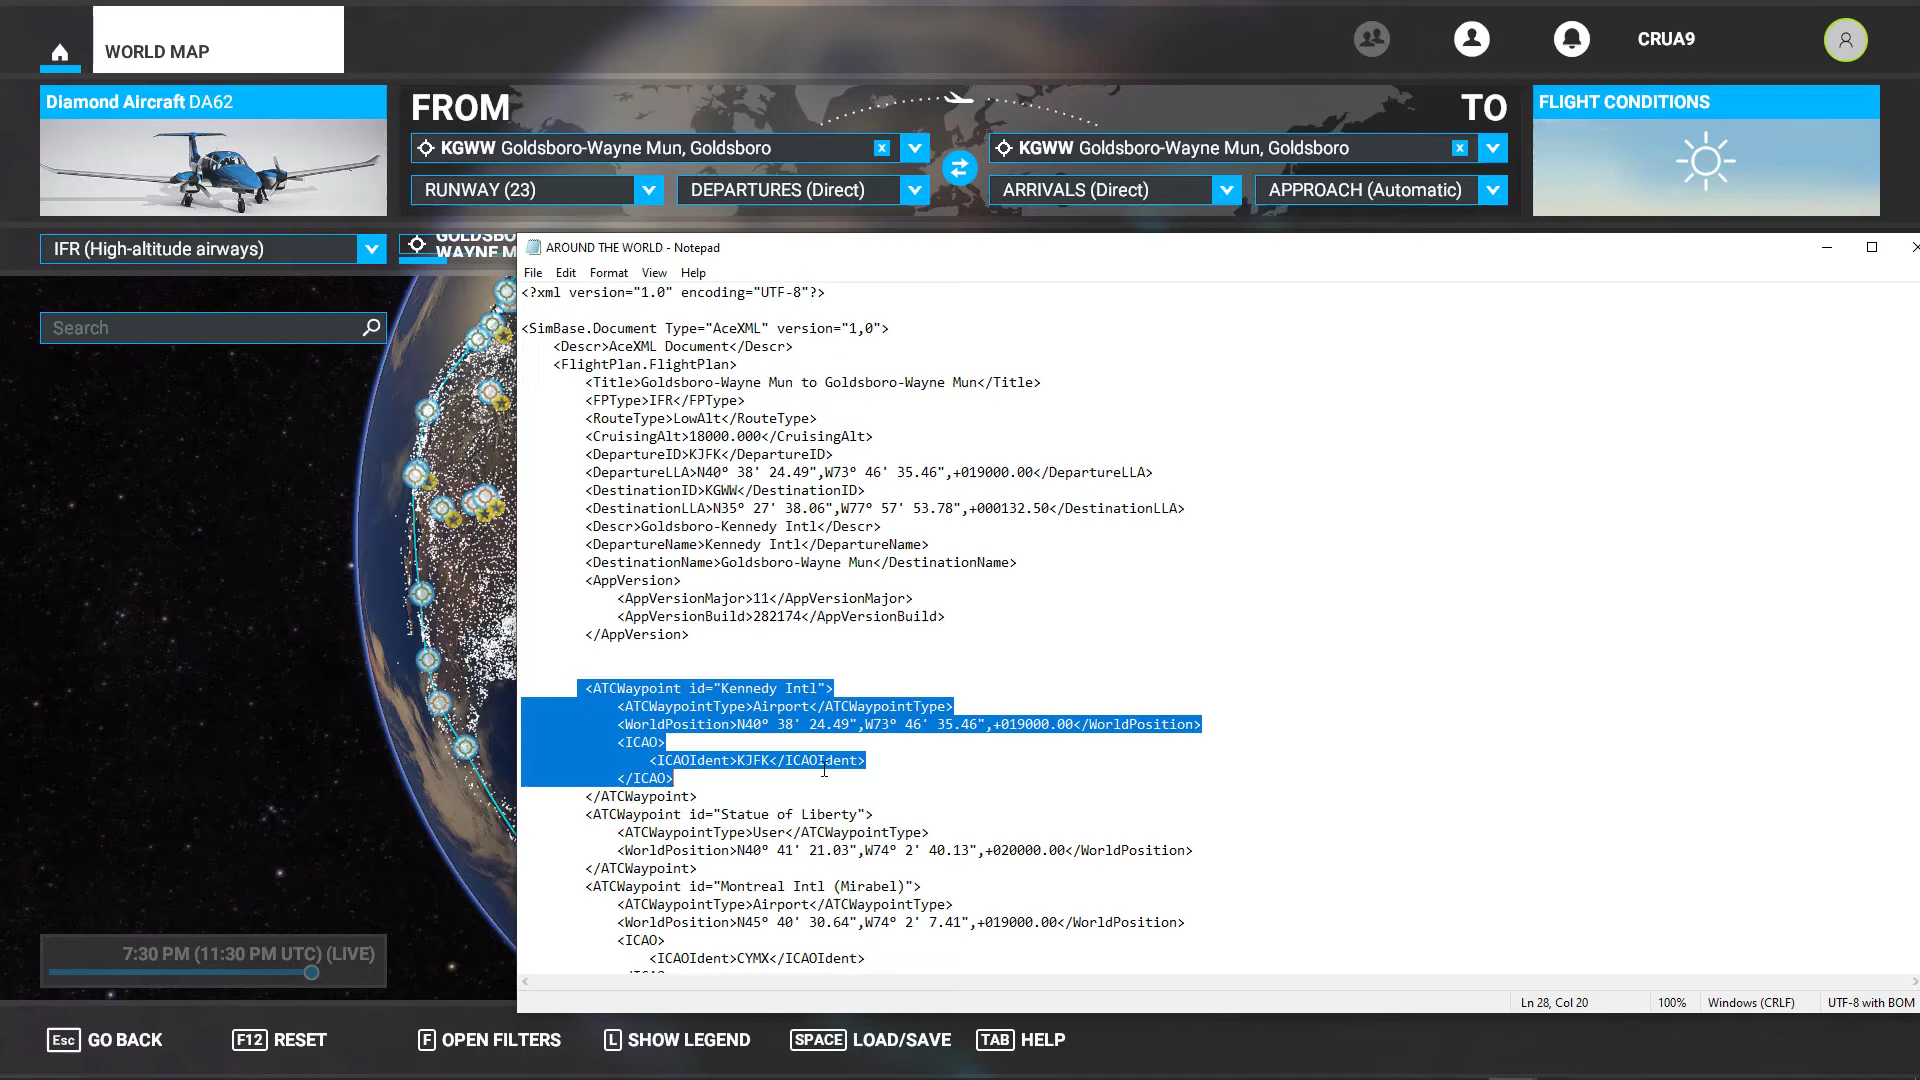 WORLD MAP
CRUA9
Diamond Aircraft DA62
FROM
TO
KGWW Goldsboro-Wayne Mun, Goldsboro x
KGWW Goldsboro-Wayne Mun, Goldsboro x
RUNWAY (23)
DEPARTURES (Direct)
ARRIVALS (Direct)
APPROACH (Automatic)
FLIGHT CONDITIONS
IFR (High-altitude airways)
WAYNE M
Search
7:30 PM (11:30 PM UTC) (LIVE)
AROUND THE WORLD - Notepad
File Edit Format View Help
<?xml version="1.0" encoding="UTF-8"?>
<SimBase.Document Type="AceXML" version="1,0">
<Descr>AceXML Document</Descr>
<FlightPlan.FlightPlan>
<Title>Goldsboro-Wayne Mun to Goldsboro-Wayne Mun</Title>
<FPType>IFR</FPType>
<RouteType>LowAlt</RouteType>
<CruisingAlt>18000.000</CruisingAlt>
<DepartureID>KJFK</DepartureID>
<DepartureLLA>N40° 38' 24.49",W73° 46' 35.46",+019000.00</DepartureLLA>
<DestinationID>KGWW</DestinationID>
<DestinationLLA>N35° 27' 38.06",W77° 57' 53.78",+000132.50</DestinationLLA>
<Descr>Goldsboro-Kennedy Intl</Descr>
<DepartureName>Kennedy Intl</DepartureName>
<DestinationName>Goldsboro-Wayne Mun</DestinationName>
<AppVersion>
<AppVersionMajor>11</AppVersionMajor>
<AppVersionBuild>282174</AppVersionBuild>
</AppVersion>
<ATCWaypoint id="Kennedy Intl">
<ATCWaypointType>Airport</ATCWaypointType>
<WorldPosition>N40° 38' 24.49",W73° 46' 35.46",+019000.00</WorldPosition>
<ICAO>
<ICAOIdent>KJFK</ICAOIdent>
</ICAO>
</ATCWaypoint>
<ATCWaypoint id="Statue of Liberty">
<ATCWaypointType>User</ATCWaypointType>
<WorldPosition>N40° 41' 21.03",W74° 2' 40.13",+020000.00</WorldPosition>
</ATCWaypoint>
<ATCWaypoint id="Montreal Intl (Mirabel)">
<ATCWaypointType>Airport</ATCWaypointType>
<WorldPosition>N45° 40' 30.64",W74° 2' 7.41",+019000.00</WorldPosition>
<ICAO>
<ICAOIdent>CYMX</ICAOIdent>
Ln 28, Col 20
100%
Windows (CRLF)
UTF-8 with BOM
Esc GO BACK
F12 RESET
F OPEN FILTERS
L SHOW LEGEND
SPACE LOAD/SAVE
TAB HELP